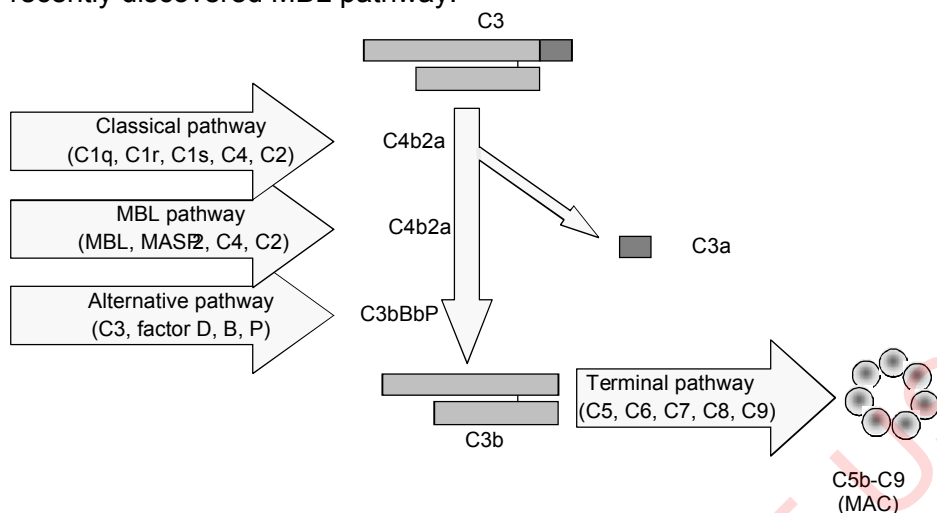 recently discovered MBL pathway.
C3
Classical pathway
(C1q, C1r, C1s, C4, C2)
C4b2a
MBL pathway
(MBL, MASP2, C4, C2)
C4b2a
C3a
Alternative pathway
(C3, factor D, B, P)
C3bBbP
Terminal pathway
(C5, C6, C7, C8, C9)
C3b
C5b-C9
(MAC)